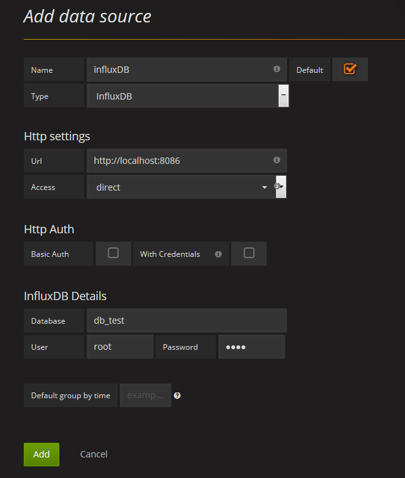 Add data source
Name influxDB Default
Type InfluxDB
Http settings
Url http://localhost:8086
Access direct
Http Auth
Basic Auth With Credentials
InfluxDB Details
Database db_test
User root Password ●●●●
Default group by time examp...
Add Cancel